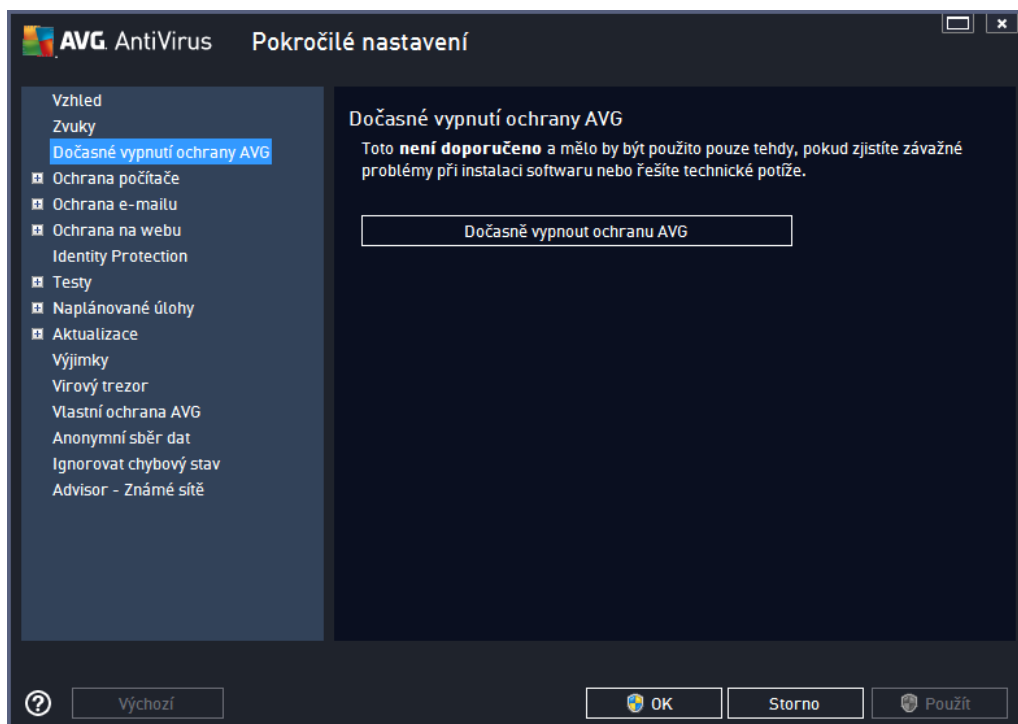 AVG. AntiVirus Pokročilé nastavení
Vzhled
Zvuky
Dočasné vypnutí ochrany AVG
Ochrana počítače
Ochrana e-mailu
Ochrana na webu
Identity Protection
Testy
Naplánované úlohy
Aktualizace
Výjimky
Virový trezor
Vlastní ochrana AVG
Anonymní sběr dat
Ignorovat chybový stav
Advisor - Známé sítě
Dočasné vypnutí ochrany AVG
Toto není doporučeno a mělo by být použito pouze tehdy, pokud zjistíte závažné
problémy při instalaci softwaru nebo řešíte technické potíže.
Dočasně vypnout ochranu AVG
Výchozí
OK
Storno
Použít